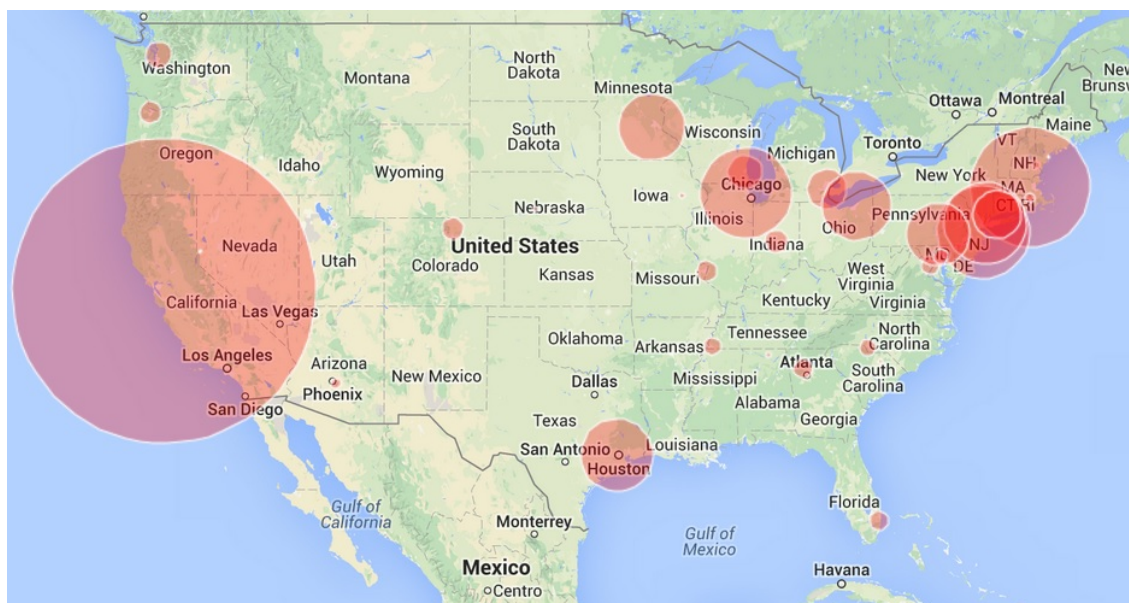 Washington
Montana
North
Dakota
Minnesota
Ottawa
Montreal
New
Brunsw
Maine
VT
NH
Oregon
Idaho
Wyoming
South
Dakota
Wisconsin
Michigan
Toronto
New York
MA
CT
RI
Nevada
Utah
Colorado
Nebraska
Iowa
Chicago
Illinois
Indiana
Ohio
Pennsylvania
NJ
MD
DE
United States
Kansas
Missouri
West
Virginia
Virginia
Kentucky
California
Las Vegas
Los Angeles
San Diego
Arizona
Phoenix
New Mexico
Oklahoma
Arkansas
Tennessee
North
Carolina
South
Carolina
Atlanta
Mississippi
Alabama
Georgia
Dallas
Texas
San Antonio
Houston
Louisiana
Florida
Gulf of
California
Monterrey
Gulf of
Mexico
Mexico
Centro
Havana